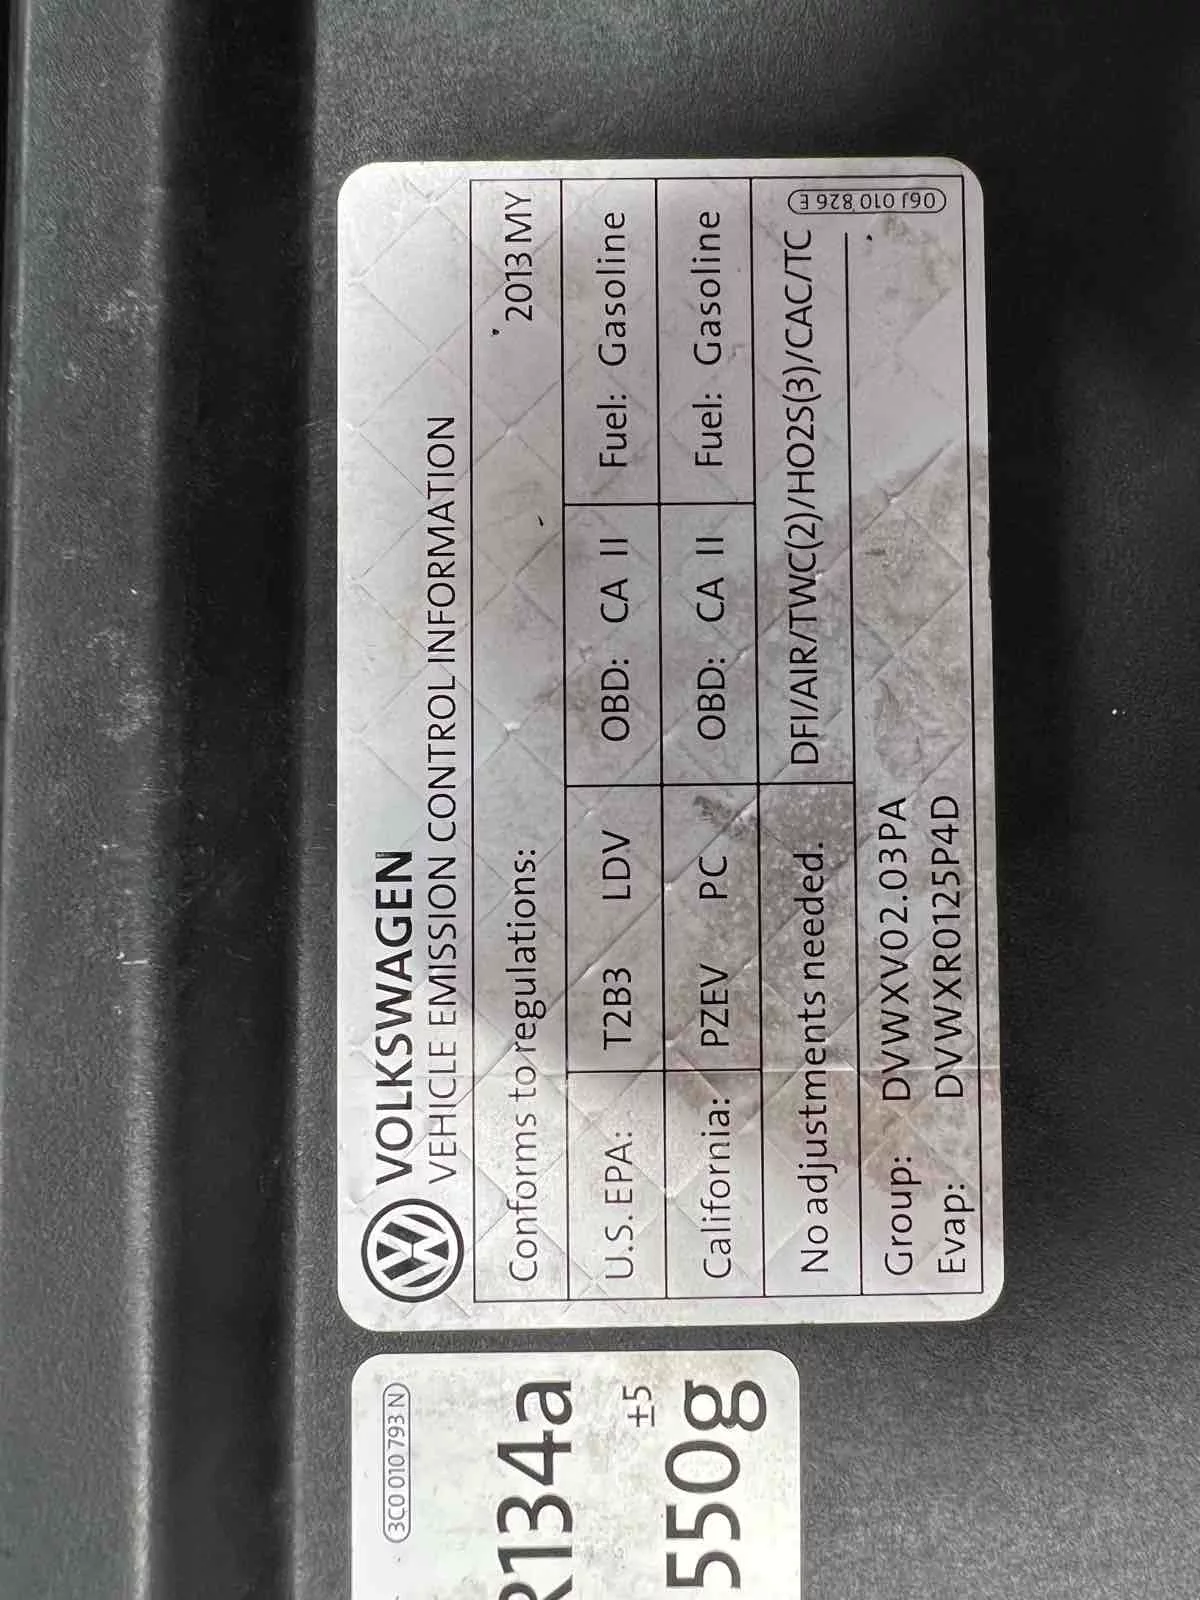 VOLKSWAGEN
VEHICLE EMISSION CONTROL INFORMATION
Conforms to regulations: 2013 MY
U.S. EPA: T2B3 LDV OBD: CA II Fuel: Gasoline
California: PZEV PC OBD: CA II Fuel: Gasoline
No adjustments needed. DFI/AIR/TWC(2)/HO2S(3)/CAC/TC
Group: DVWXV02.03PA
Evap: DVWXR0125P4D
06J 010 826 E
3C0 010 793 N
R134a
550g ±5